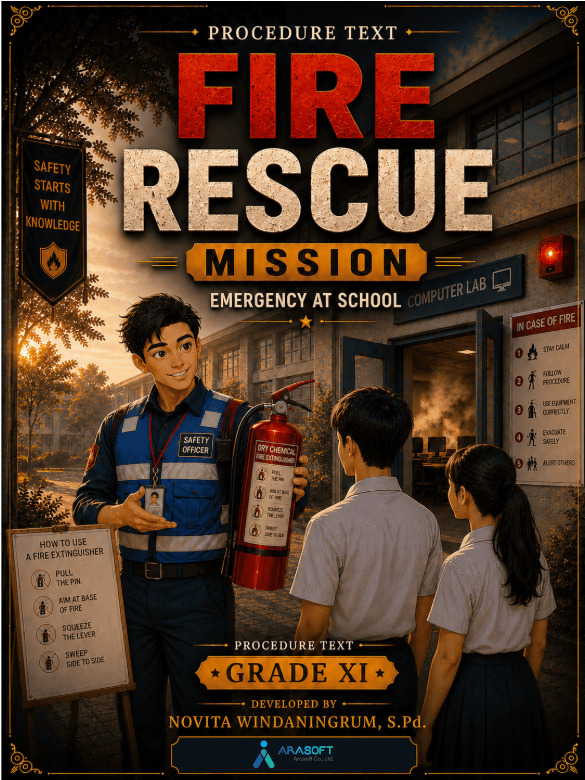 PROCEDURE TEXT
FIRE
RESCUE
MISSION
EMERGENCY AT SCHOOL
SAFETY
STARTS
WITH
KNOWLEDGE
COMPUTER LAB
IN CASE OF FIRE
1 STAY CALM
2 FOLLOW
PROCEDURE
3 USE EQUIPMENT
CORRECTLY
4 EVACUATE
SAFELY
5 ALERT OTHERS
SAFETY
OFFICER
DRY CHEMICAL
FIRE EXTINGUISHER
PULL
THE PIN
AIM AT BASE
OF FIRE
SQUEEZE
THE LEVER
SWEEP
SIDE TO SIDE
HOW TO USE
A FIRE EXTINGUISHER
PULL
THE PIN
AIM AT BASE
OF FIRE
SQUEEZE
THE LEVER
SWEEP
SIDE TO SIDE
PROCEDURE TEXT
GRADE XI
DEVELOPED BY
NOVITA WINDANINGRUM, S.Pd.
ARASOFT
Arasoft Co., Ltd.